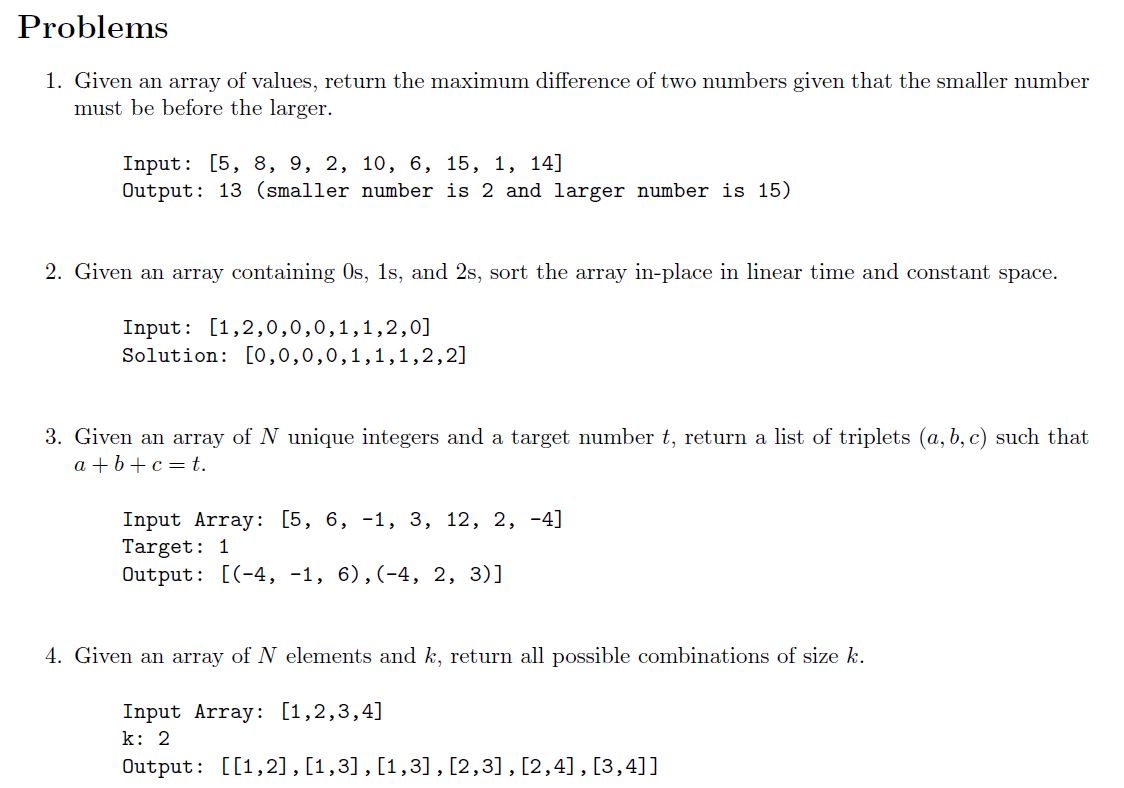 Problems
1. Given an array of values, return the maximum difference of two numbers given that the smaller number
must be before the larger.
Input: [5, 8, 9, 2, 10, 6, 15, 1, 14]
Output: 13 (smaller number is 2 and larger number is 15)
2. Given an array containing 0s, 1s, and 2s, sort the array in-place in linear time and constant space.
Input: [1,2,0,0,0,1,1,2,0]
Solution: [0,0,0,0,1,1,1,2,2]
3. Given an array of N unique integers and a target number t, return a list of triplets (a, b, c) such that
a + b + c = t.
Input Array: [5, 6, -1, 3, 12, 2, -4]
Target: 1
Output: [(-4, -1, 6),(-4, 2, 3)]
4. Given an array of N elements and k, return all possible combinations of size k.
Input Array: [1,2,3,4]
k: 2
Output: [[1,2],[1,3],[1,3],[2,3],[2,4],[3,4]]